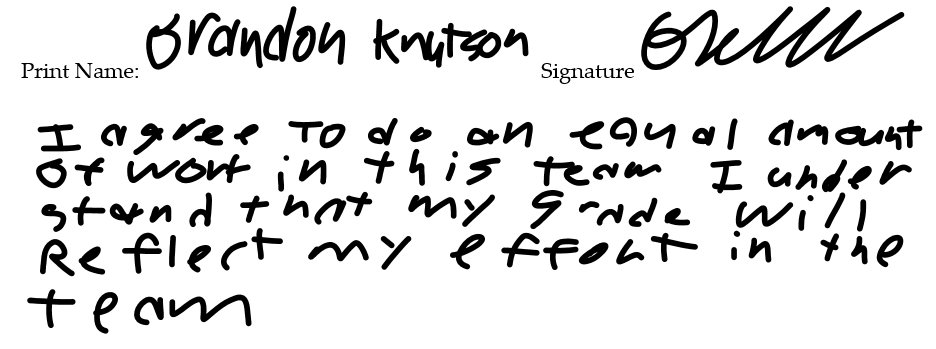 Print Name: Brandon Knutson Signature
I agree TO do an equal amount
of work in this team I under
stand that my Grade will
Reflect my effort in the
team